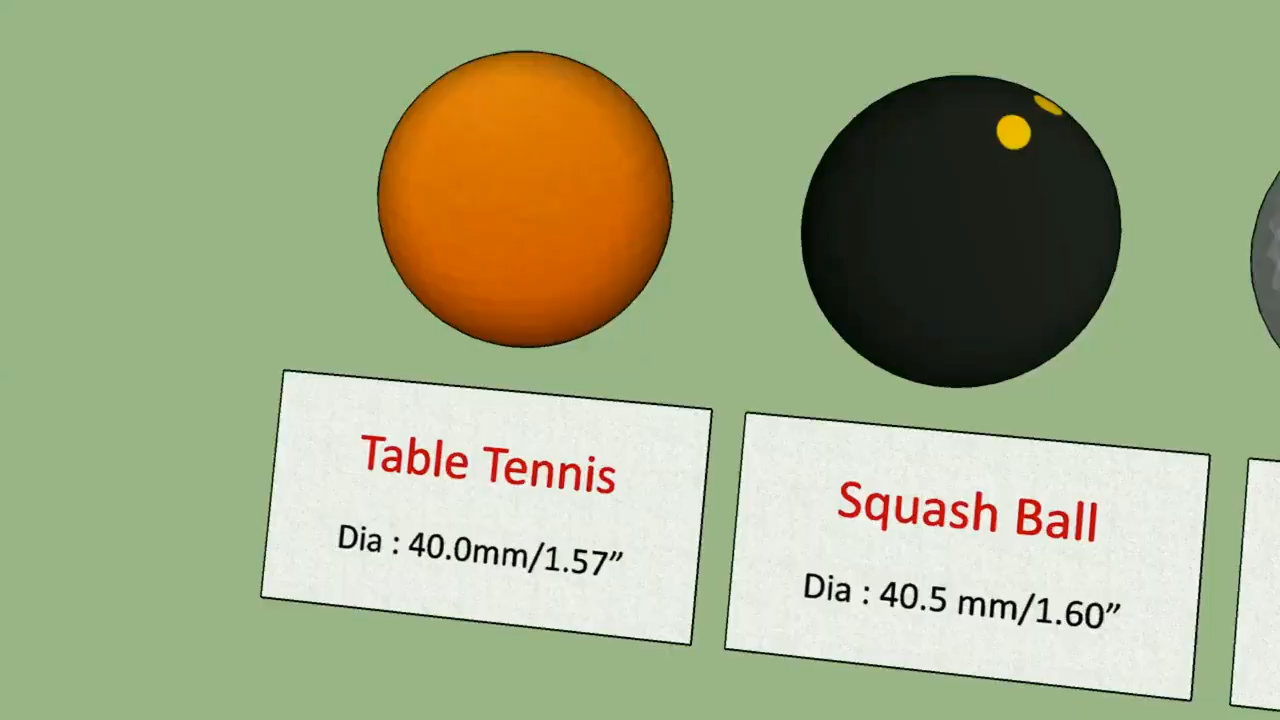 Table Tennis
Dia : 40.0mm/1.57”
Squash Ball
Dia : 40.5 mm/1.60”